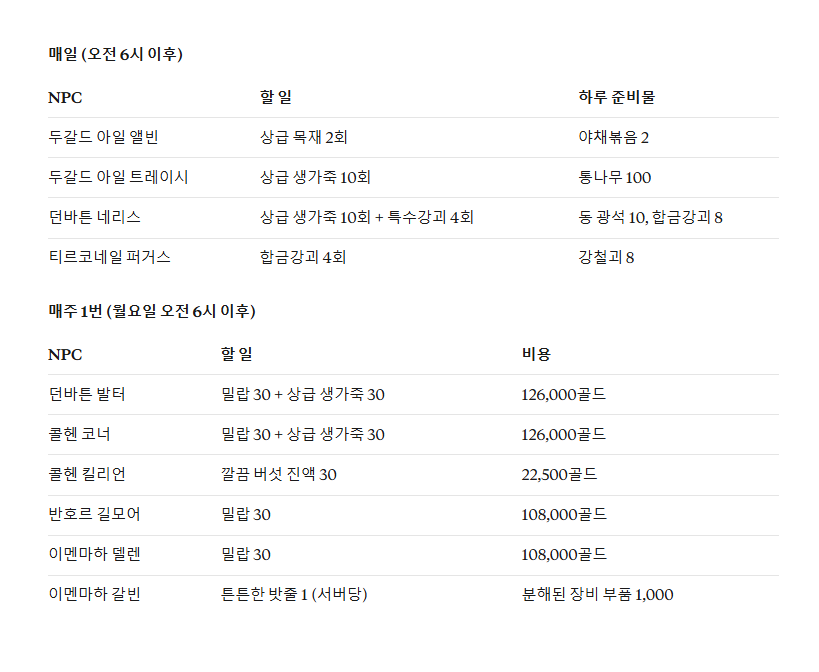 매일 (오전 6시 이후)
NPC 할 일 하루 준비물
두갈드 아일 앨빈 상급 목재 2회 야채볶음 2
두갈드 아일 트레이시 상급 생가죽 10회 통나무 100
던바튼 네리스 상급 생가죽 10회 + 특수강괴 4회 동 광석 10, 합금강괴 8
티르코네일 퍼거스 합금강괴 4회 강철괴 8
매주 1번 (월요일 오전 6시 이후)
NPC 할 일 비용
던바튼 발터 밀랍 30 + 상급 생가죽 30 126,000골드
콜헨 코너 밀랍 30 + 상급 생가죽 30 126,000골드
콜헨 킬리언 깔끔 버섯 진액 30 22,500골드
반호르 길모어 밀랍 30 108,000골드
이멘마하 델렌 밀랍 30 108,000골드
이멘마하 갈빈 튼튼한 밧줄 1 (서버당) 분해된 장비 부품 1,000